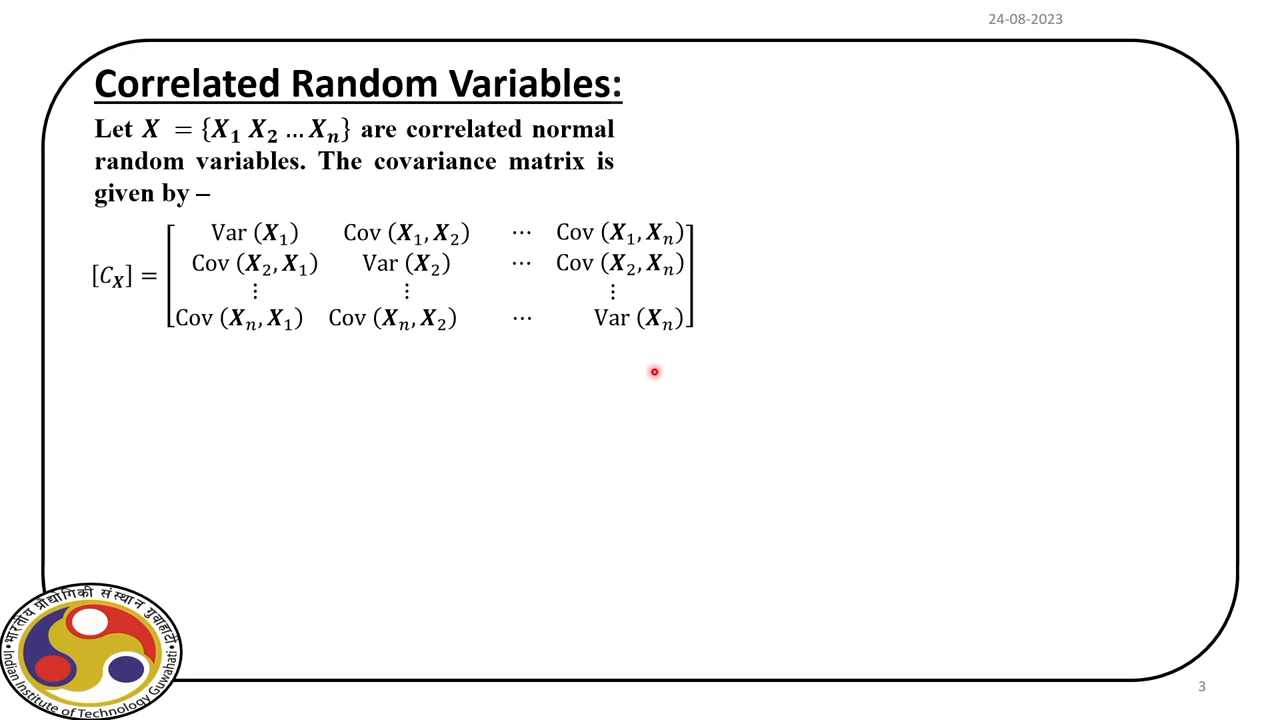 24-08-2023
Correlated Random Variables:
Let X = {X₁ X₂ … Xₙ} are correlated normal
random variables. The covariance matrix is
given by –
[C_X] = [ Var (X₁) Cov (X₁, X₂) ⋯ Cov (X₁, Xₙ)
Cov (X₂, X₁) Var (X₂) ⋯ Cov (X₂, Xₙ)
⋮ ⋮ ⋮
Cov (Xₙ, X₁) Cov (Xₙ, X₂) ⋯ Var (Xₙ) ]
भारतीय प्रौद्योगिकी संस्थान गुवाहाटी
Indian Institute of Technology Guwahati
3